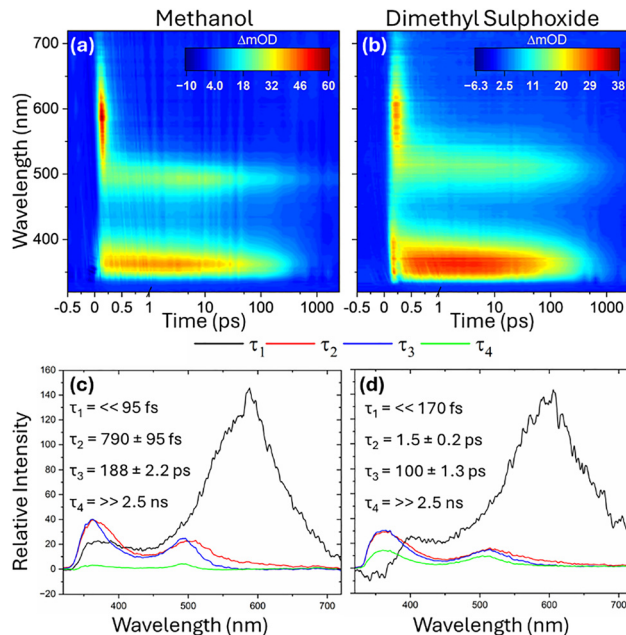 Methanol
Dimethyl Sulphoxide
(a)
ΔmOD
−10 4.0 18 32 46 60
(b)
ΔmOD
−6.3 2.5 11 20 29 38
Wavelength (nm)
700
600
500
400
-0.5 0 1 10 100 1000
-0.5 0 1 10 100 1000
Time (ps)
Time (ps)
τ1 τ2 τ3 τ4
(c)
τ1 = << 95 fs
τ2 = 790 ± 95 fs
τ3 = 188 ± 2.2 ps
τ4 = >> 2.5 ns
(d)
τ1 = << 170 fs
τ2 = 1.5 ± 0.2 ps
τ3 = 100 ± 1.3 ps
τ4 = >> 2.5 ns
Relative Intensity
160
140
120
100
80
60
40
20
0
−20
400 500 600 700
400 500 600 700
Wavelength (nm)
Wavelength (nm)